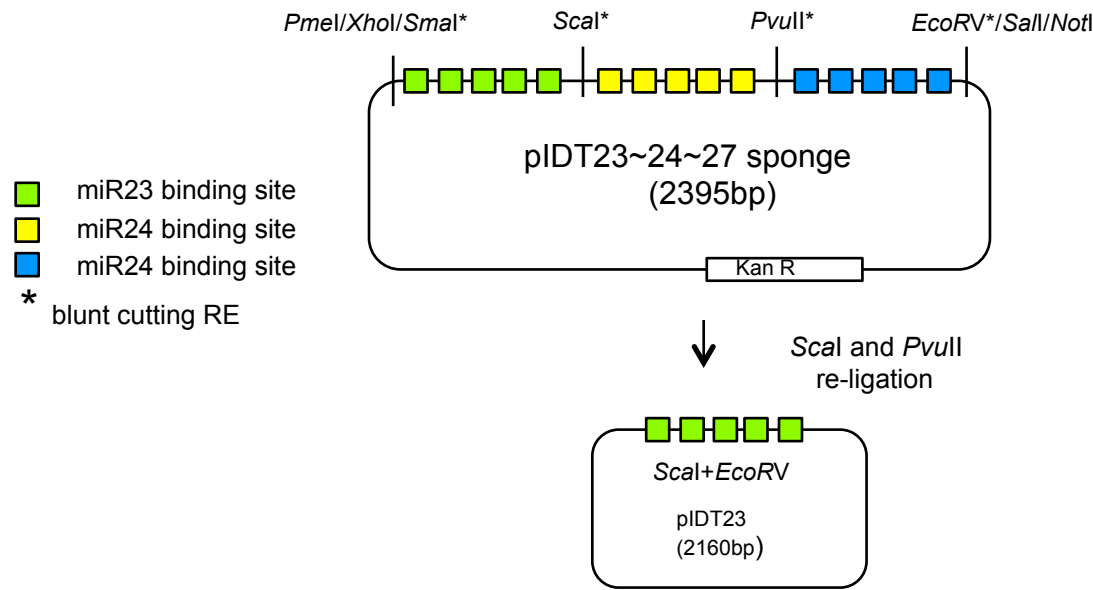 PmeI/XhoI/SmaI* ScaI* PvuII* EcoRV*/SalI/NotI
pIDT23~24~27 sponge
(2395bp)
miR23 binding site
miR24 binding site
miR24 binding site
* blunt cutting RE
Kan R
ScaI and PvuII
re-ligation
ScaI+EcoRV
pIDT23
(2160bp)